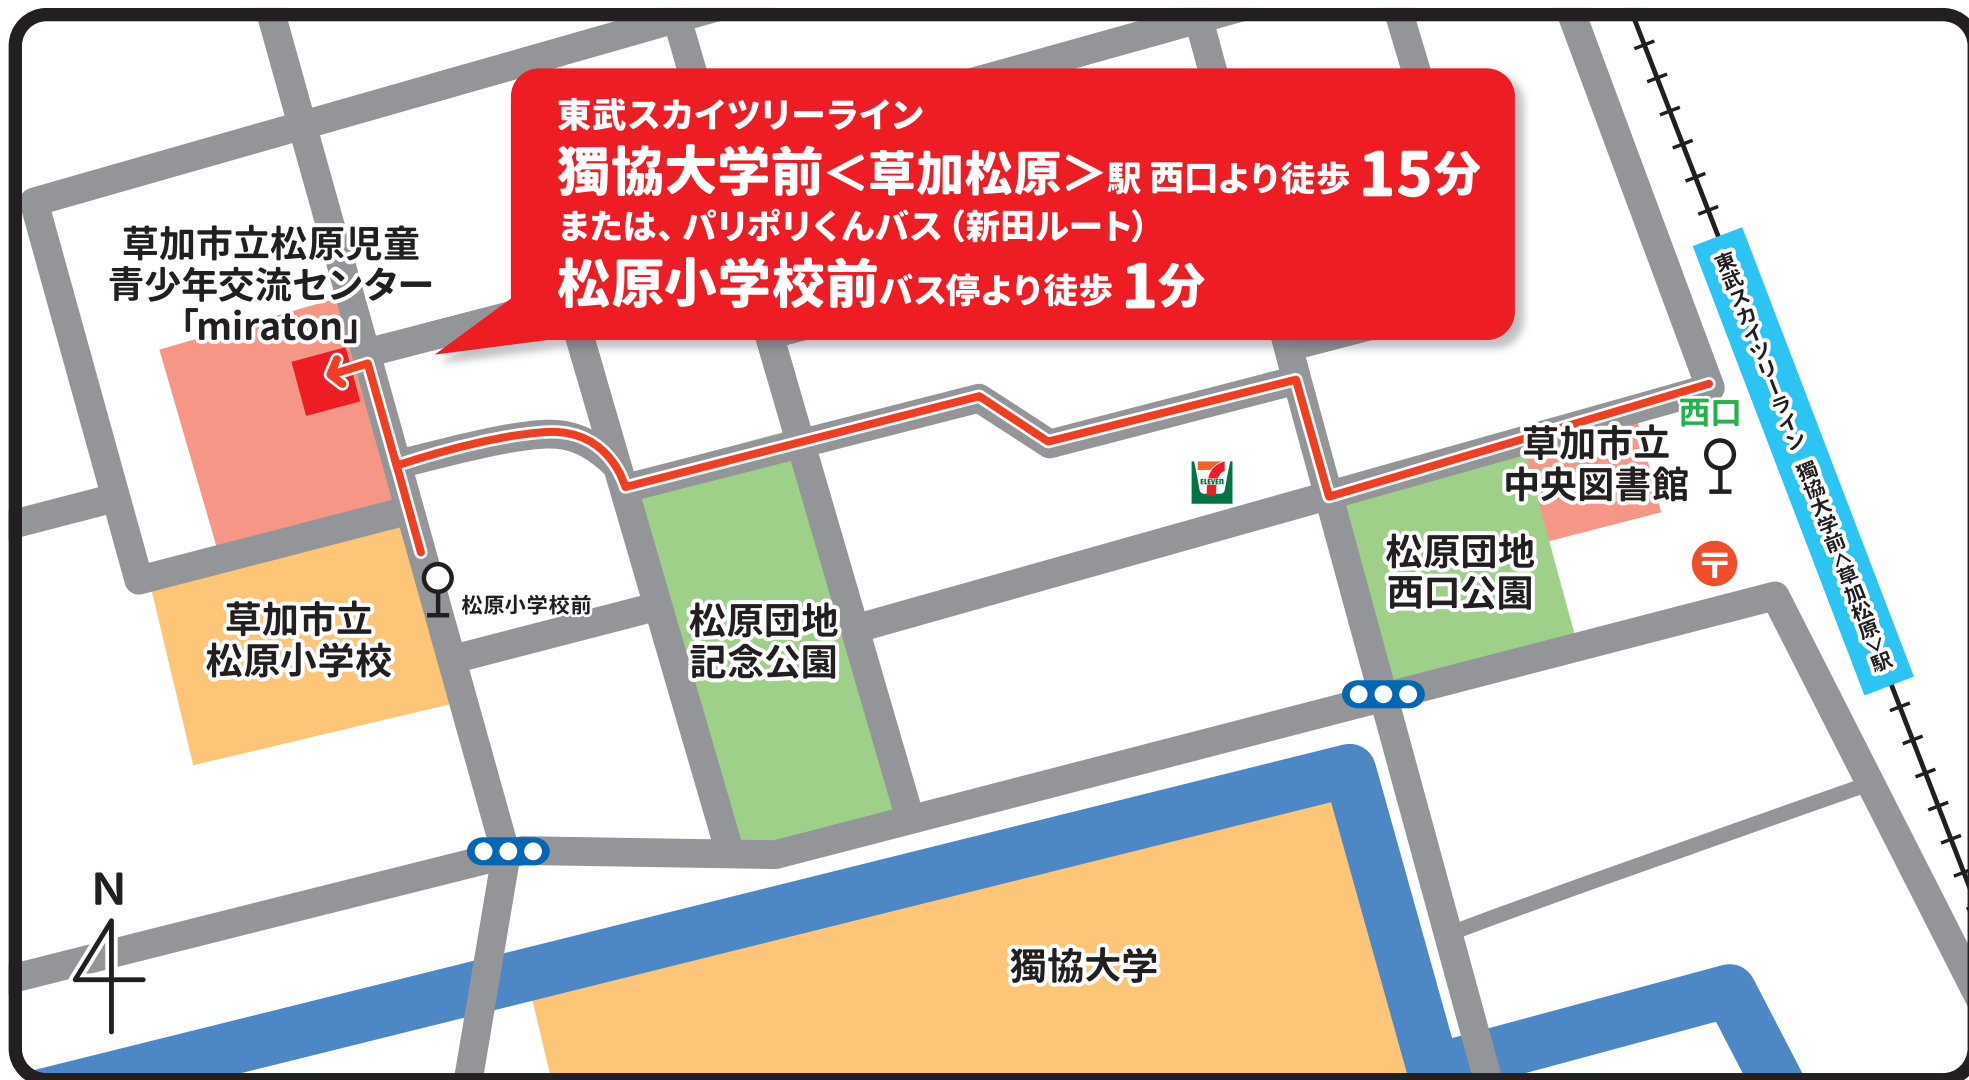 東武スカイツリーライン
獨協大学前＜草加松原＞駅 西口より徒歩 15分
または、パリポリくんバス（新田ルート）
松原小学校前バス停より徒歩 1分
草加市立松原児童
青少年交流センター
「miraton」
東武スカイツリーライン 獨協大学前＜草加松原＞駅
西口
草加市立
中央図書館
7
ELEVEn
松原団地
西口公園
〒
草加市立
松原小学校
松原小学校前
松原団地
記念公園
獨協大学
N